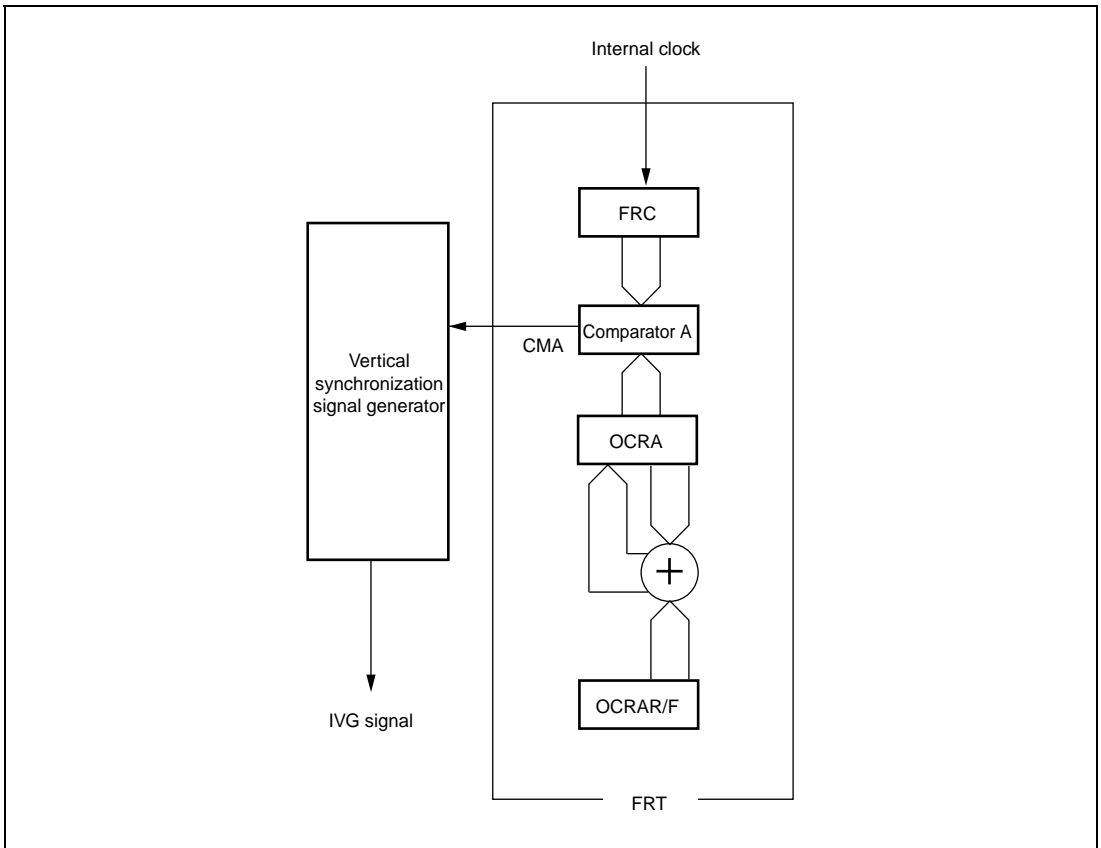 Internal clock
FRC
Comparator A
CMA
Vertical
synchronization
signal generator
OCRA
+
OCRAR/F
IVG signal
FRT